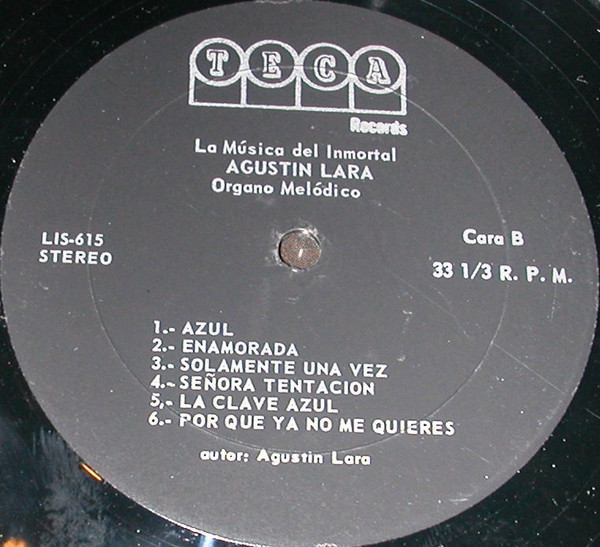 TECA
Records
La Música del Inmortal
AGUSTIN LARA
Organo Melódico
LIS-615
STEREO
Cara B
33 1/3 R. P. M.
1.- AZUL
2.- ENAMORADA
3.- SOLAMENTE UNA VEZ
4.- SEÑORA TENTACION
5.- LA CLAVE AZUL
6.- POR QUE YA NO ME QUIERES
autor: Agustin Lara